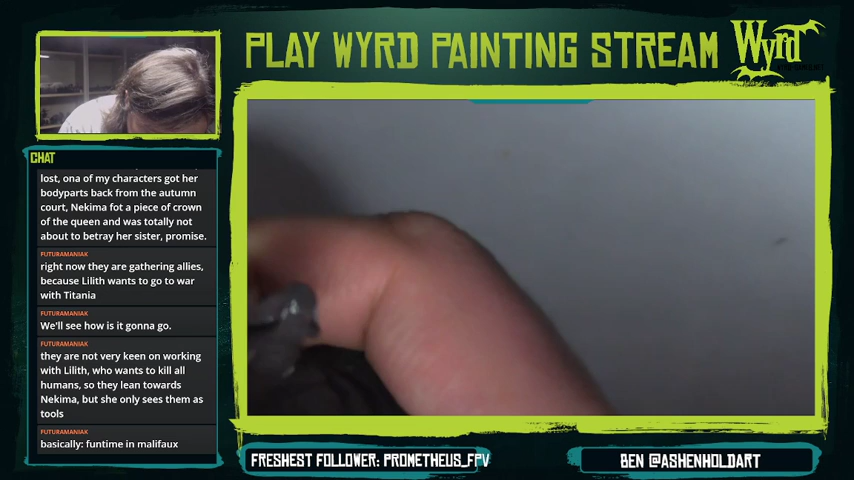 PLAY WYRD PAINTING STREAM
Wyrd
CHAT
lost, ona of my characters got her
bodyparts back from the autumn
court, Nekima fot a piece of crown
of the queen and was totally not
about to betray her sister, promise.
FUTURAMANIAK
right now they are gathering allies,
because Lilith wants to go to war
with Titania
FUTURAMANIAK
We'll see how is it gonna go.
FUTURAMANIAK
they are not very keen on working
with Lilith, who wants to kill all
humans, so they lean towards
Nekima, but she only sees them as
tools
FUTURAMANIAK
basically: funtime in malifaux
FRESHEST FOLLOWER: PROMETHEUS_FPV
BEN @ASHENHOLDART